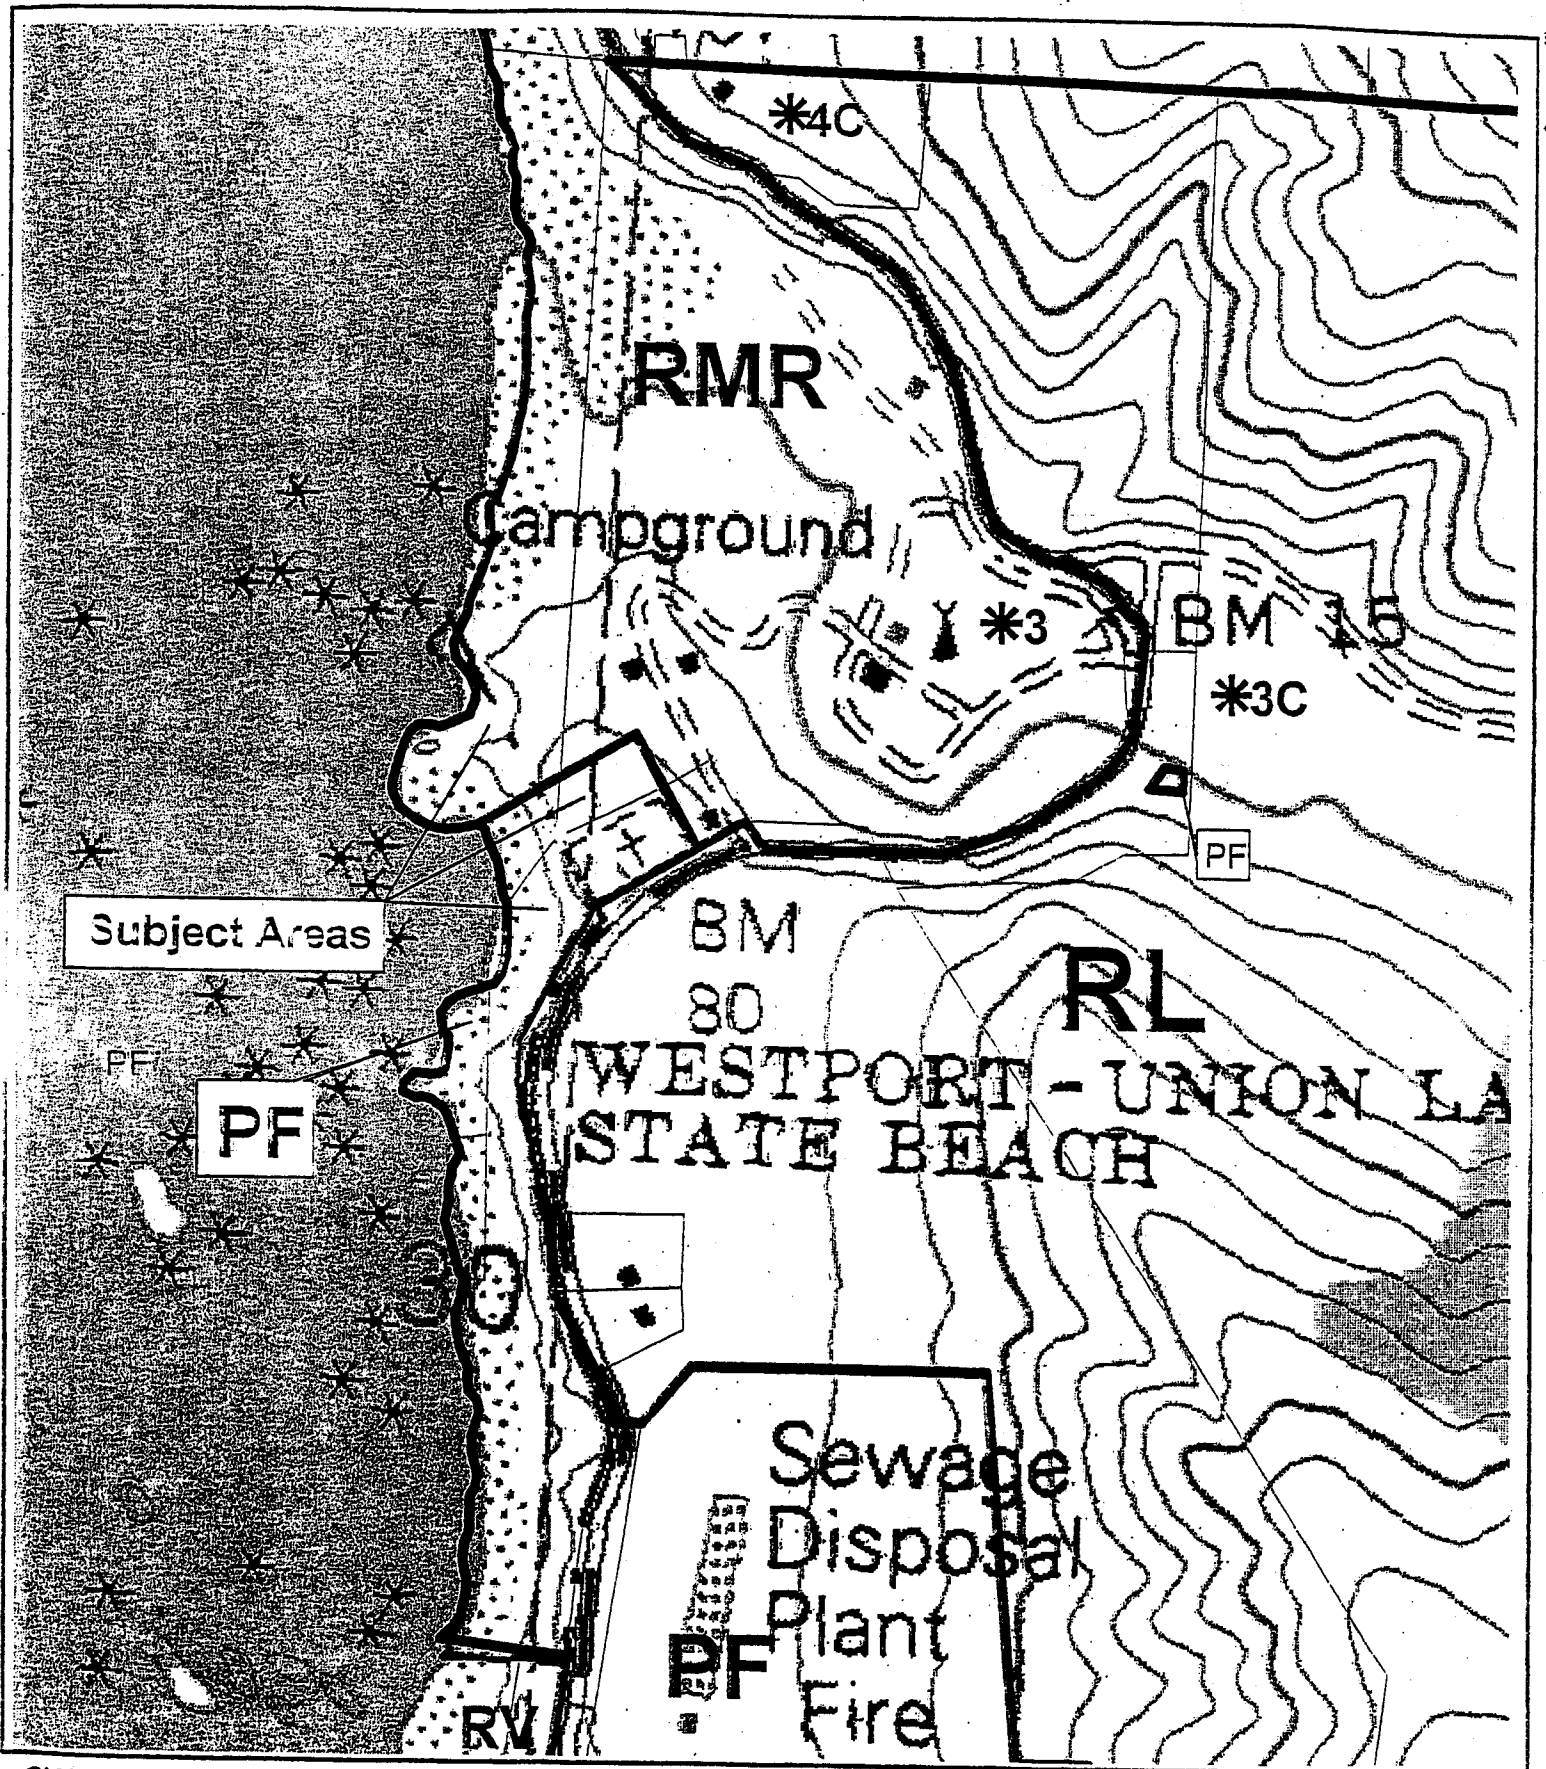 ✳4C
RMR
Campground
✳3
BM 15
✳3C
PF
Subject Areas
BM
80
RL
PF
WESTPORT - UNION LA
PF
STATE BEACH
30
Sewage
Disposal
Plant
PF
Fire
RV